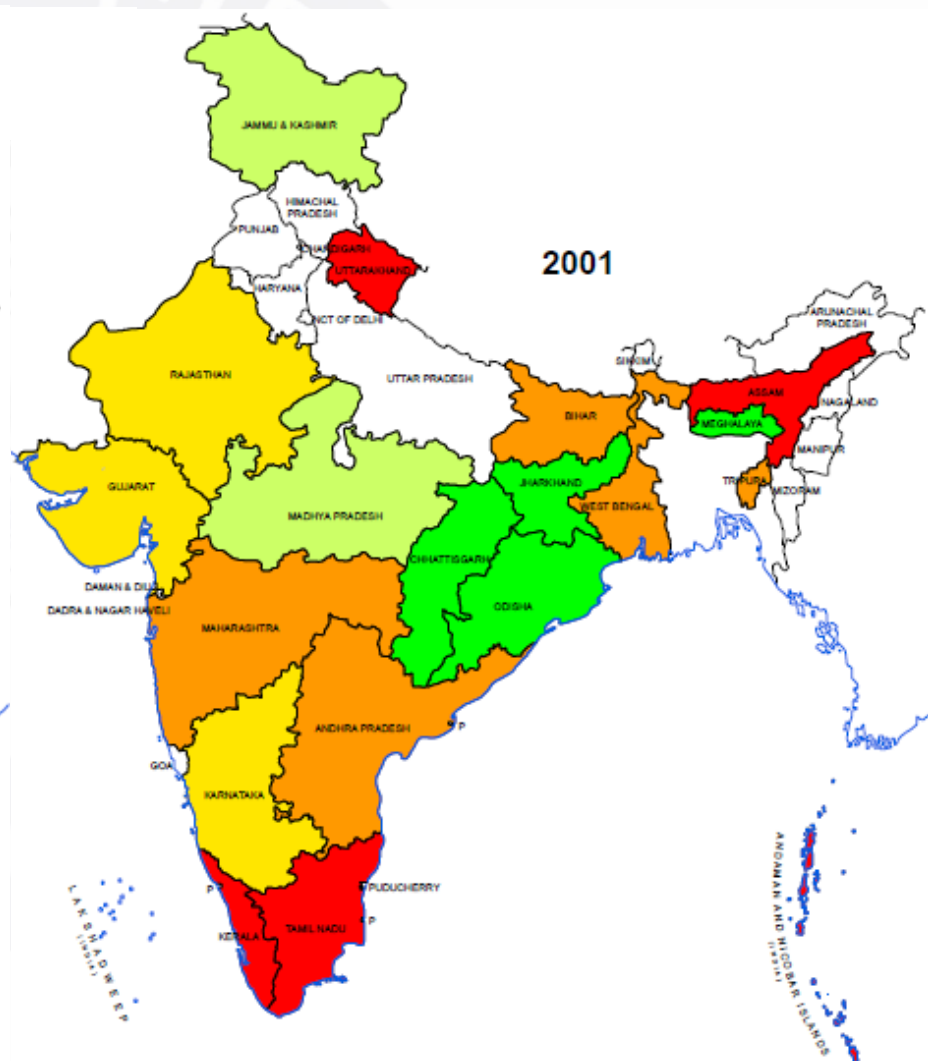 JAMMU & KASHMIR
HIMACHAL
PRADESH
PUNJAB
CHANDIGARH
UTTARAKHAND
2001
HARYANA
NCT OF DELHI
ARUNACHAL
PRADESH
SIKKIM
RAJASTHAN
UTTAR PRADESH
ASSAM
NAGALAND
BIHAR
MEGHALAYA
MANIPUR
GUJARAT
JHARKHAND
TRIPURA
MIZORAM
MADHYA PRADESH
WEST BENGAL
CHHATTISGARH
DAMAN & DIU
ODISHA
DADRA & NAGAR HAVELI
MAHARASHTRA
ANDHRA PRADESH
P
GOA
KARNATAKA
P
PUDUCHERRY
P
KERALA
TAMIL NADU
LAKSHADWEEP
(INDIA)
ANDAMAN AND NICOBAR ISLANDS
(INDIA)